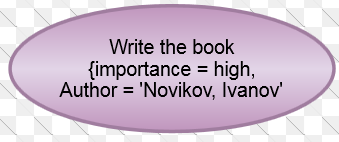 Write the book
{importance = high,
Author = 'Novikov, Ivanov'